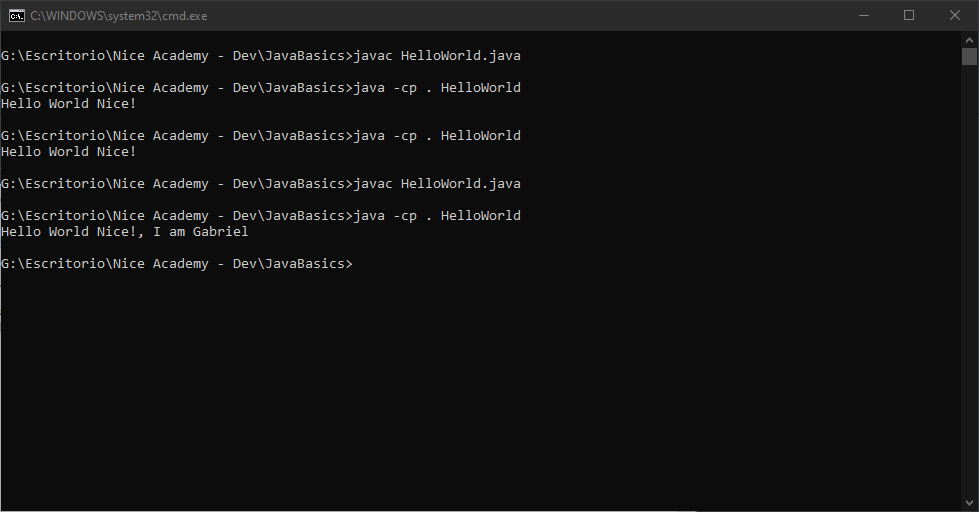 C:\WINDOWS\system32\cmd.exe
G:\Escritorio\Nice Academy - Dev\JavaBasics>javac HelloWorld.java
G:\Escritorio\Nice Academy - Dev\JavaBasics>java -cp . HelloWorld
Hello World Nice!
G:\Escritorio\Nice Academy - Dev\JavaBasics>java -cp . HelloWorld
Hello World Nice!
G:\Escritorio\Nice Academy - Dev\JavaBasics>javac HelloWorld.java
G:\Escritorio\Nice Academy - Dev\JavaBasics>java -cp . HelloWorld
Hello World Nice!, I am Gabriel
G:\Escritorio\Nice Academy - Dev\JavaBasics>